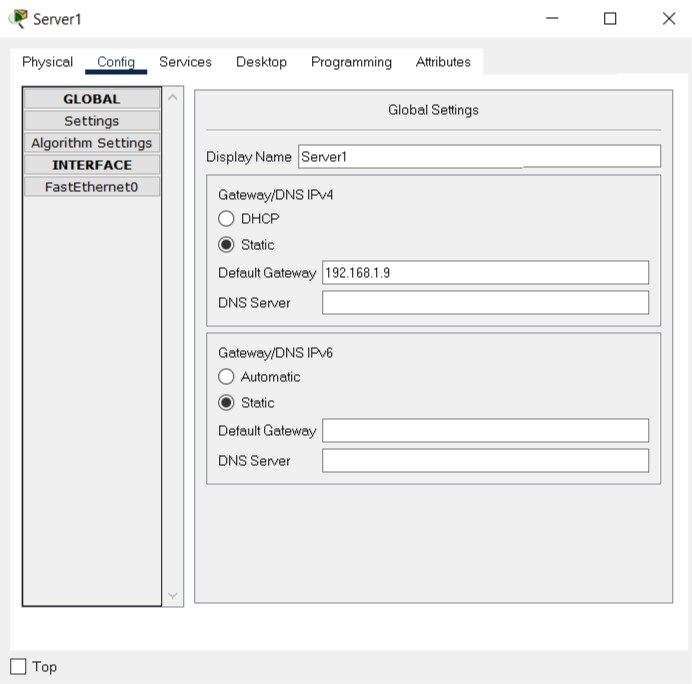 Server1
Physical Config Services Desktop Programming Attributes
GLOBAL
Settings
Algorithm Settings
INTERFACE
FastEthernet0
Global Settings
Display Name Server1
Gateway/DNS IPv4
DHCP
Static
Default Gateway 192.168.1.9
DNS Server
Gateway/DNS IPv6
Automatic
Static
Default Gateway
DNS Server
Top